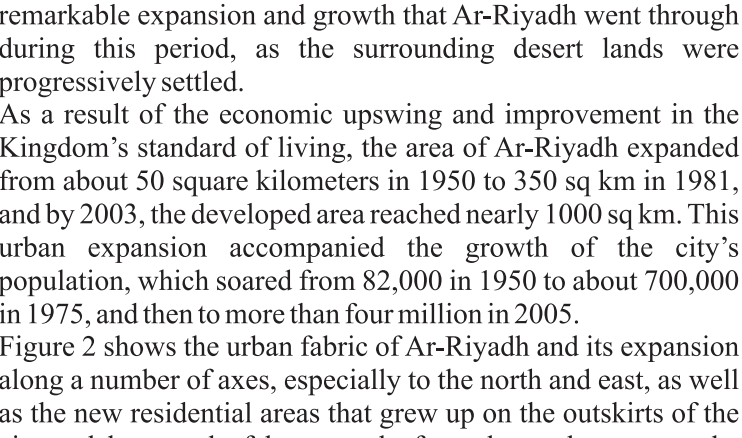 remarkable expansion and growth that Ar-Riyadh went through
during this period, as the surrounding desert lands were
progressively settled.
As a result of the economic upswing and improvement in the
Kingdom's standard of living, the area of Ar-Riyadh expanded
from about 50 square kilometers in 1950 to 350 sq km in 1981,
and by 2003, the developed area reached nearly 1000 sq km. This
urban expansion accompanied the growth of the city's
population, which soared from 82,000 in 1950 to about 700,000
in 1975, and then to more than four million in 2005.
Figure 2 shows the urban fabric of Ar-Riyadh and its expansion
along a number of axes, especially to the north and east, as well
as the new residential areas that grew up on the outskirts of the